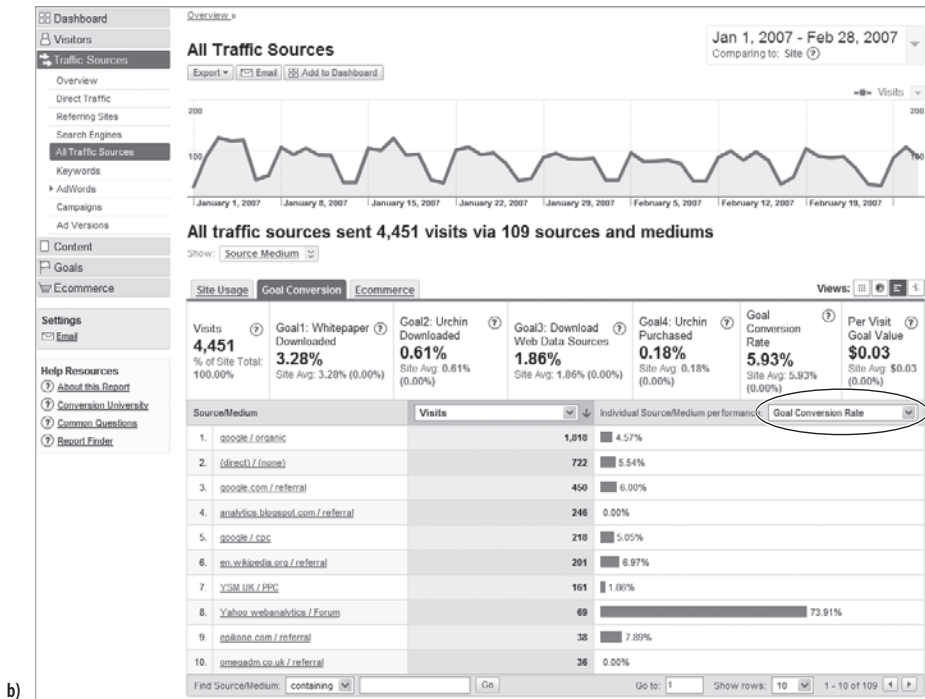 Dashboard
Visitors
Traffic Sources
Overview
Direct Traffic
Referring Sites
Search Engines
All Traffic Sources
Keywords
AdWords
Campaigns
Ad Versions
Content
Goals
Ecommerce
Settings
Email
Help Resources
About this Report
Conversion University
Common Questions
Report Finder
Overview »
All Traffic Sources
Jan 1, 2007 - Feb 28, 2007
Comparing to: Site
Export Email Add to Dashboard
Visits
200 200
100 100
January 1, 2007 January 8, 2007 January 15, 2007 January 22, 2007 January 29, 2007 February 5, 2007 February 12, 2007 February 19, 2007
All traffic sources sent 4,451 visits via 109 sources and mediums
Show: Source Medium
Site Usage Goal Conversion Ecommerce Views:
Visits
4,451
% of Site Total:
100.00%
Goal1: Whitepaper
Downloaded
3.28%
Site Avg: 3.28% (0.00%)
Goal2: Urchin
Downloaded
0.61%
Site Avg: 0.61%
(0.00%)
Goal3: Download
Web Data Sources
1.86%
Site Avg: 1.86% (0.00%)
Goal4: Urchin
Purchased
0.18%
Site Avg: 0.18%
(0.00%)
Goal
Conversion
Rate
5.93%
Site Avg: 5.93%
(0.00%)
Per Visit
Goal Value
$0.03
Site Avg: $0.03
(0.00%)
Source/Medium Visits Individual Source/Medium performance: Goal Conversion Rate
1. google / organic 1,818 4.57%
2. (direct) / (none) 722 5.54%
3. google.com / referral 450 6.00%
4. analytics.blogspot.com / referral 246 0.00%
5. google / cpc 218 5.05%
6. en.wikipedia.org / referral 201 6.97%
7. YSM UK / PPC 161 1.86%
8. Yahoo webanalytics / Forum 69 73.91%
9. epikone.com / referral 38 7.89%
10. omegadm.co.uk / referral 36 0.00%
Find Source/Medium: containing Go Go to: 1 Show rows: 10 1 - 10 of 109
b)